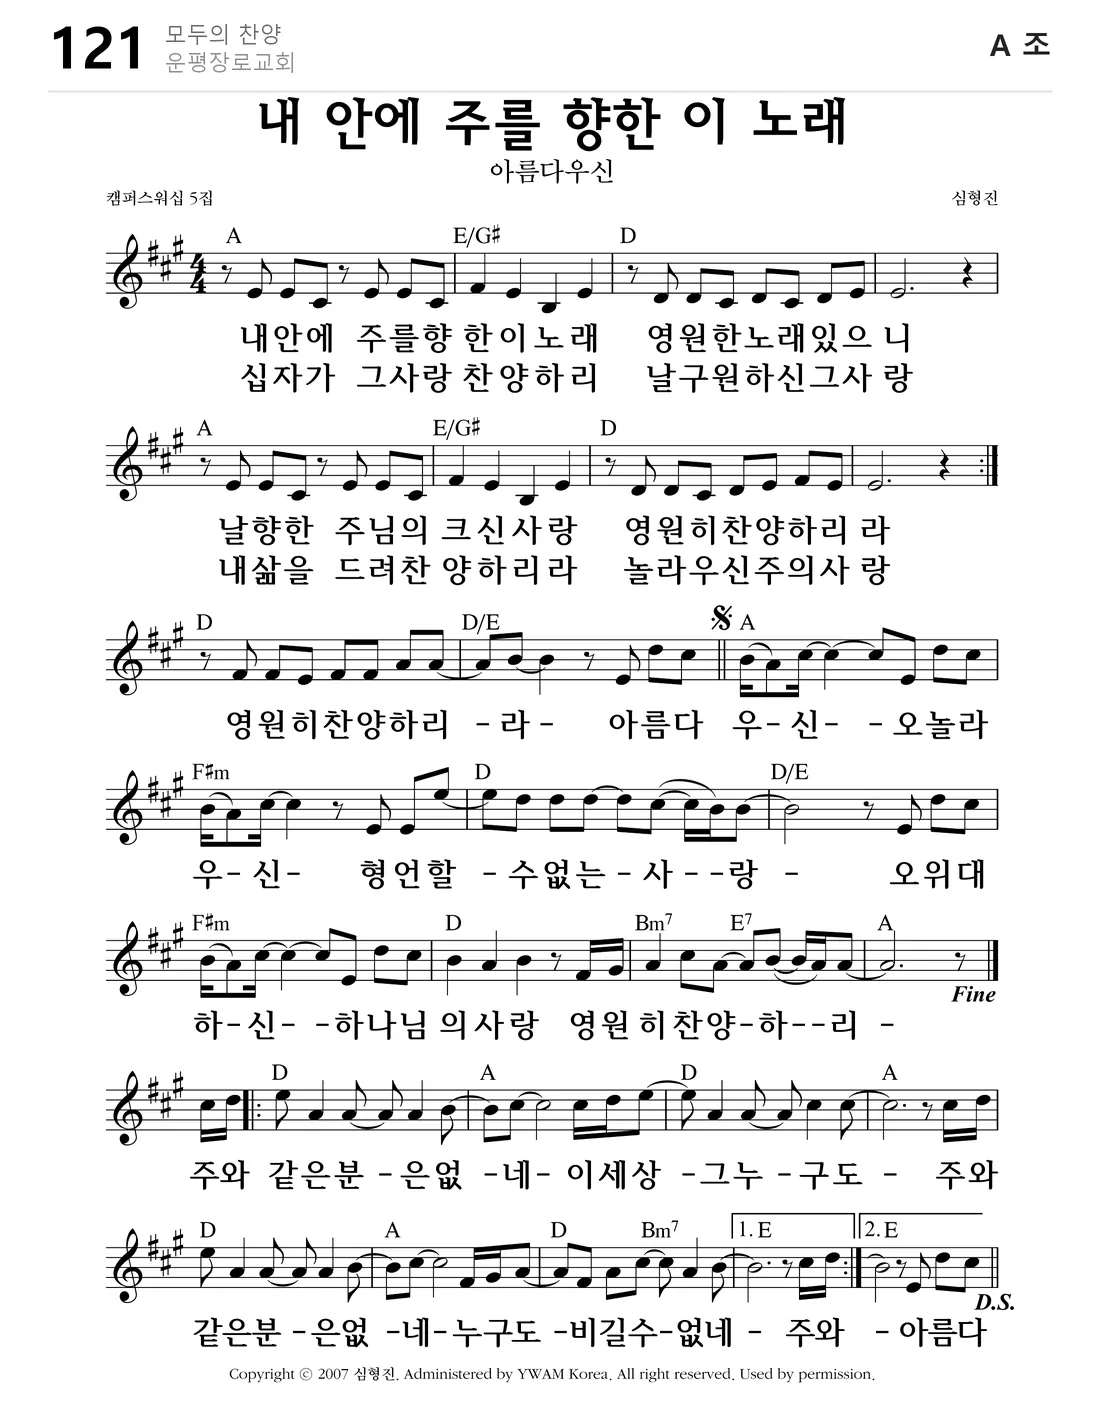 121 모두의 찬양
운평장로교회
A 조
내 안에 주를 향한 이 노래
아름다우신
캠퍼스워십 5집 심형진
A E/G♯ D
내안에 주를향 한이노래 영원한노래있으 니
십자가 그사랑 찬양하리 날구원하신그사 랑
A E/G♯ D
날향한 주님의 크신사랑 영원히찬양하리 라
내삶을 드려찬 양하리라 놀라우신주의사 랑
D D/E A
영원히찬양하리 -라- 아름다 우-신- -오놀라
F♯m D D/E
우-신- 형언할 -수없는-사--랑 - 오위대
F♯m D Bm7 E7 A
Fine
하-신- -하나님 의사랑 영원 히찬양-하--리 -
D A D A
주와 같은분 -은없 -네- 이세상 -그누 -구도 - 주와
D A D Bm7 1. E 2. E
D.S.
같은분 -은없 -네-누구도 -비길수-없네 - 주와 -아름다
Copyright ⓒ 2007 심형진. Administered by YWAM Korea. All right reserved. Used by permission.